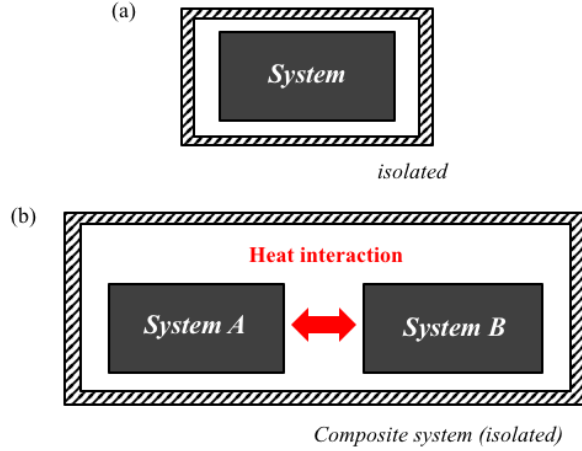 (a)
System
isolated
(b)
Heat interaction
System A
System B
Composite system (isolated)